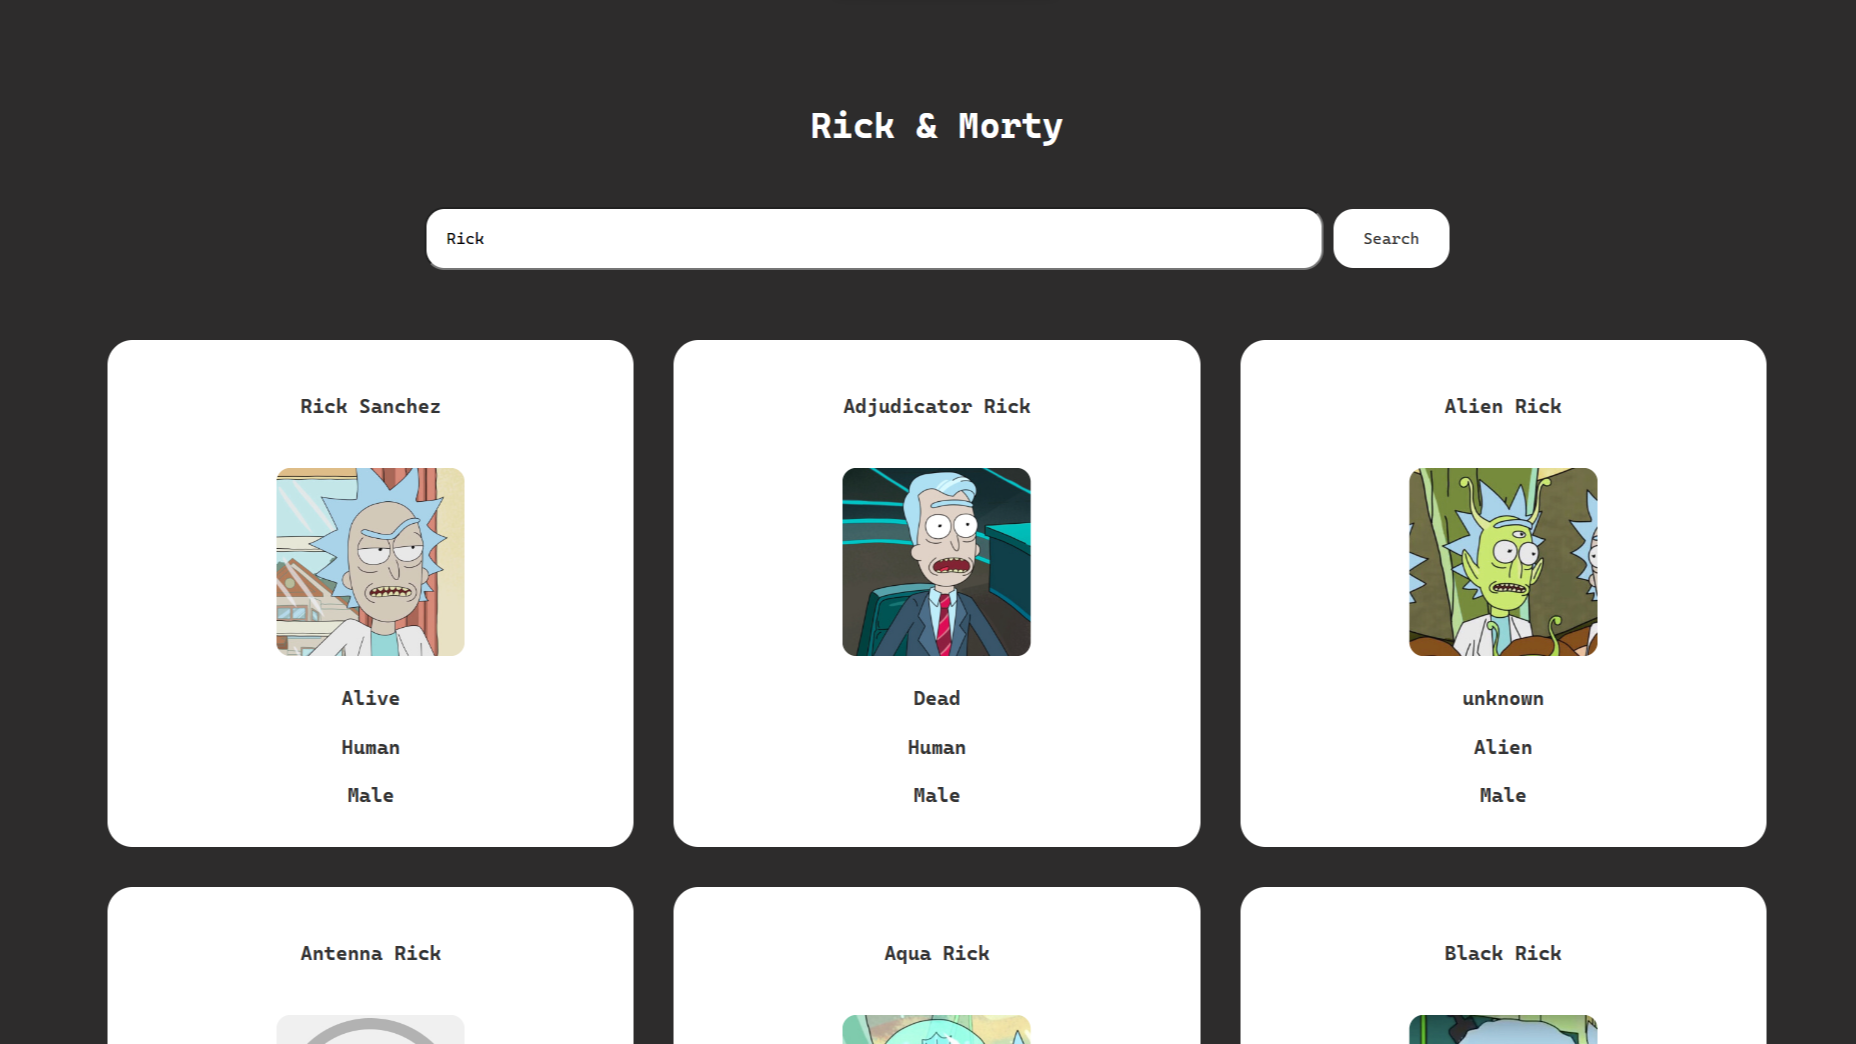 Rick & Morty
Rick
Search
Rick Sanchez
Adjudicator Rick
Alien Rick
Alive
Dead
unknown
Human
Human
Alien
Male
Male
Male
Antenna Rick
Aqua Rick
Black Rick